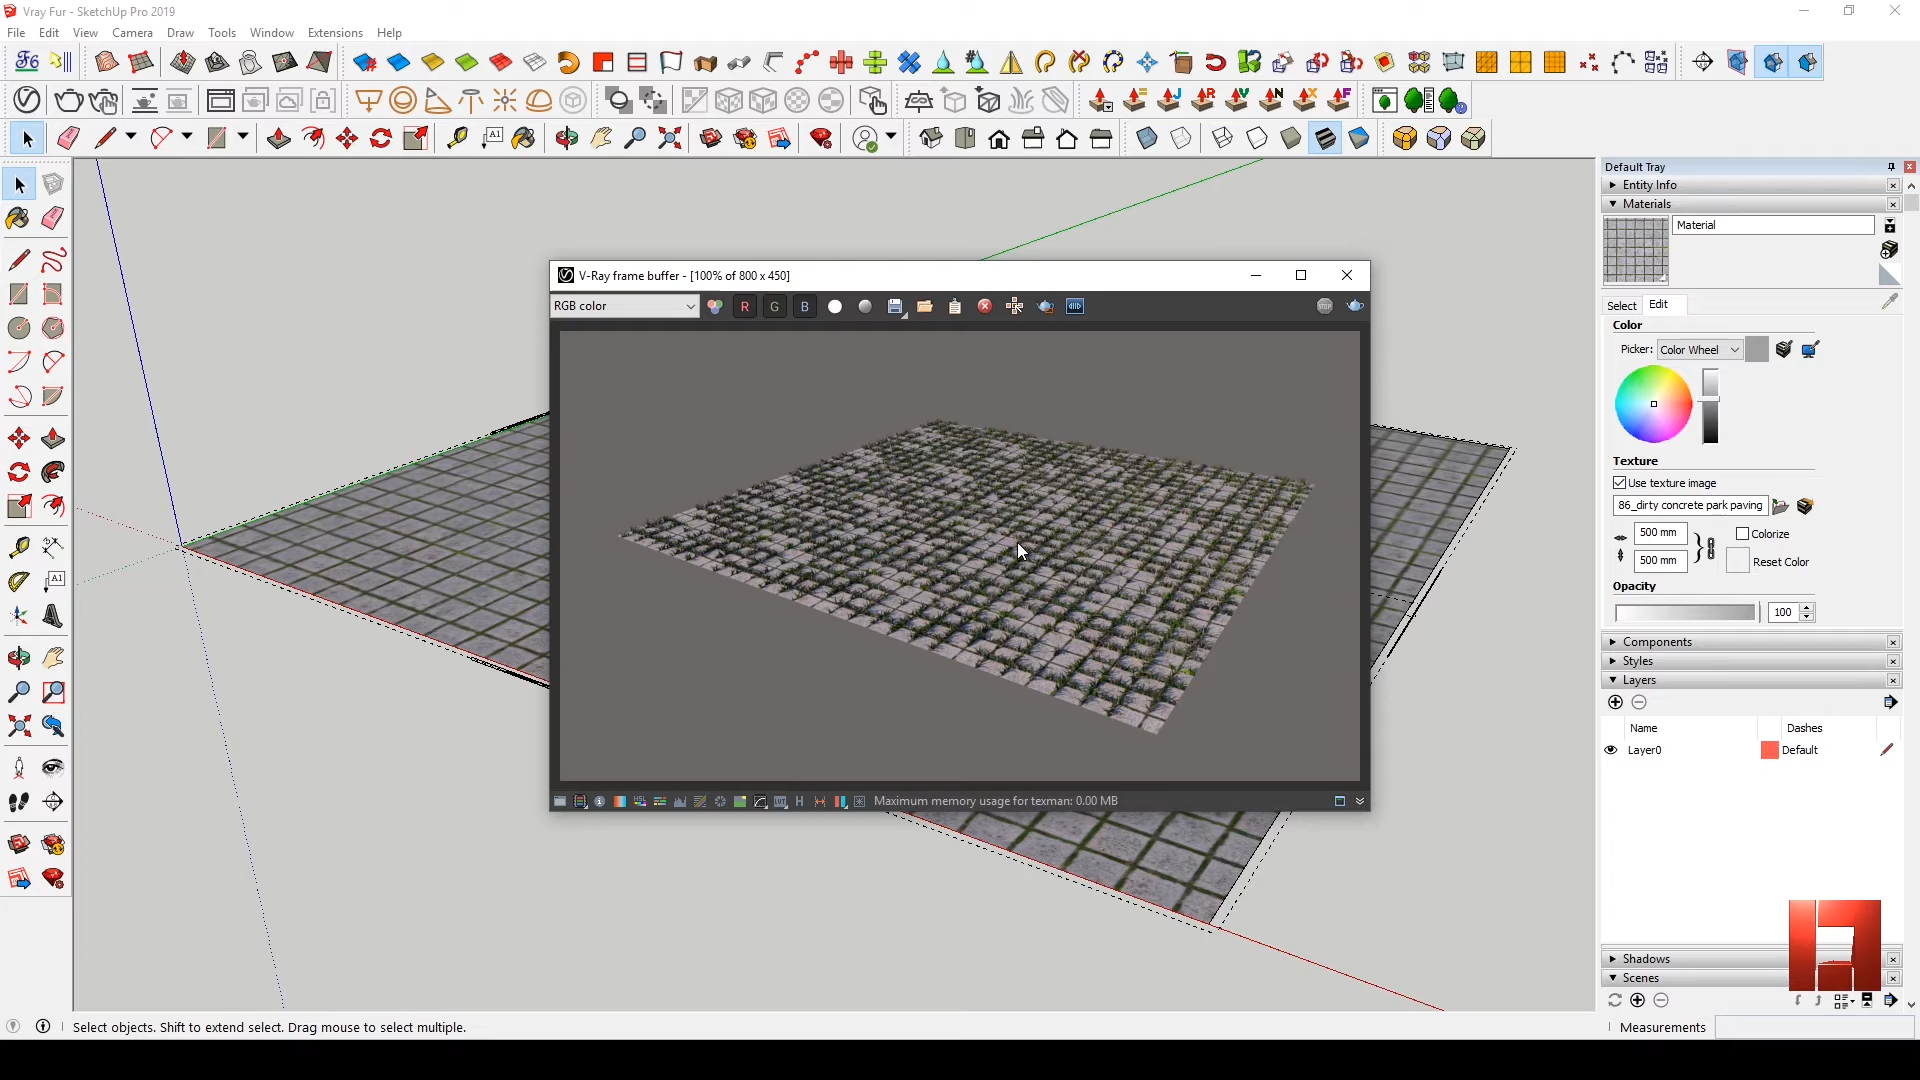 Vray Fur - SketchUp Pro 2019
File Edit View Camera Draw Tools Window Extensions Help
Default Tray
Entity Info
Materials
Material
Select Edit
Color
Picker: Color Wheel
Texture
Use texture image
86_dirty concrete park paving
500 mm
Colorize
500 mm
Reset Color
Opacity
100
Components
Styles
Layers
Name Dashes
Layer0 Default
Shadows
Scenes
V-Ray frame buffer - [100% of 800 x 450]
RGB color
R G B
STOP
HSL
LUT
H
Maximum memory usage for texman: 0.00 MB
Select objects. Shift to extend select. Drag mouse to select multiple.
Measurements